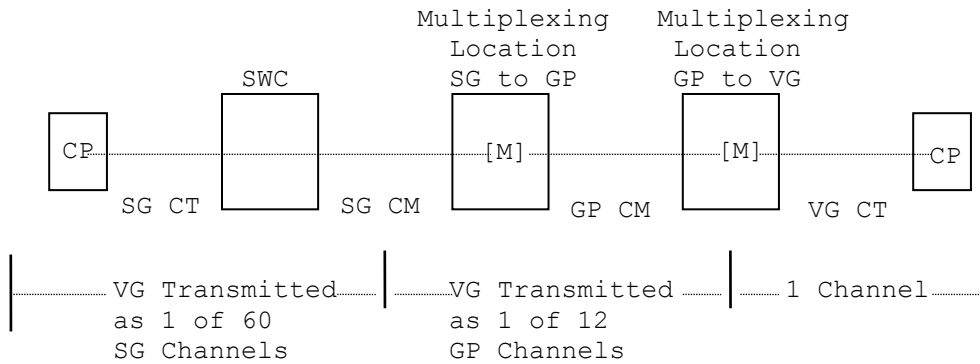 Multiplexing Multiplexing
Location Location
SWC SG to GP GP to VG
CP [M] [M] CP
SG CT SG CM GP CM VG CT
VG Transmitted VG Transmitted 1 Channel
as 1 of 60 as 1 of 12
SG Channels GP Channels